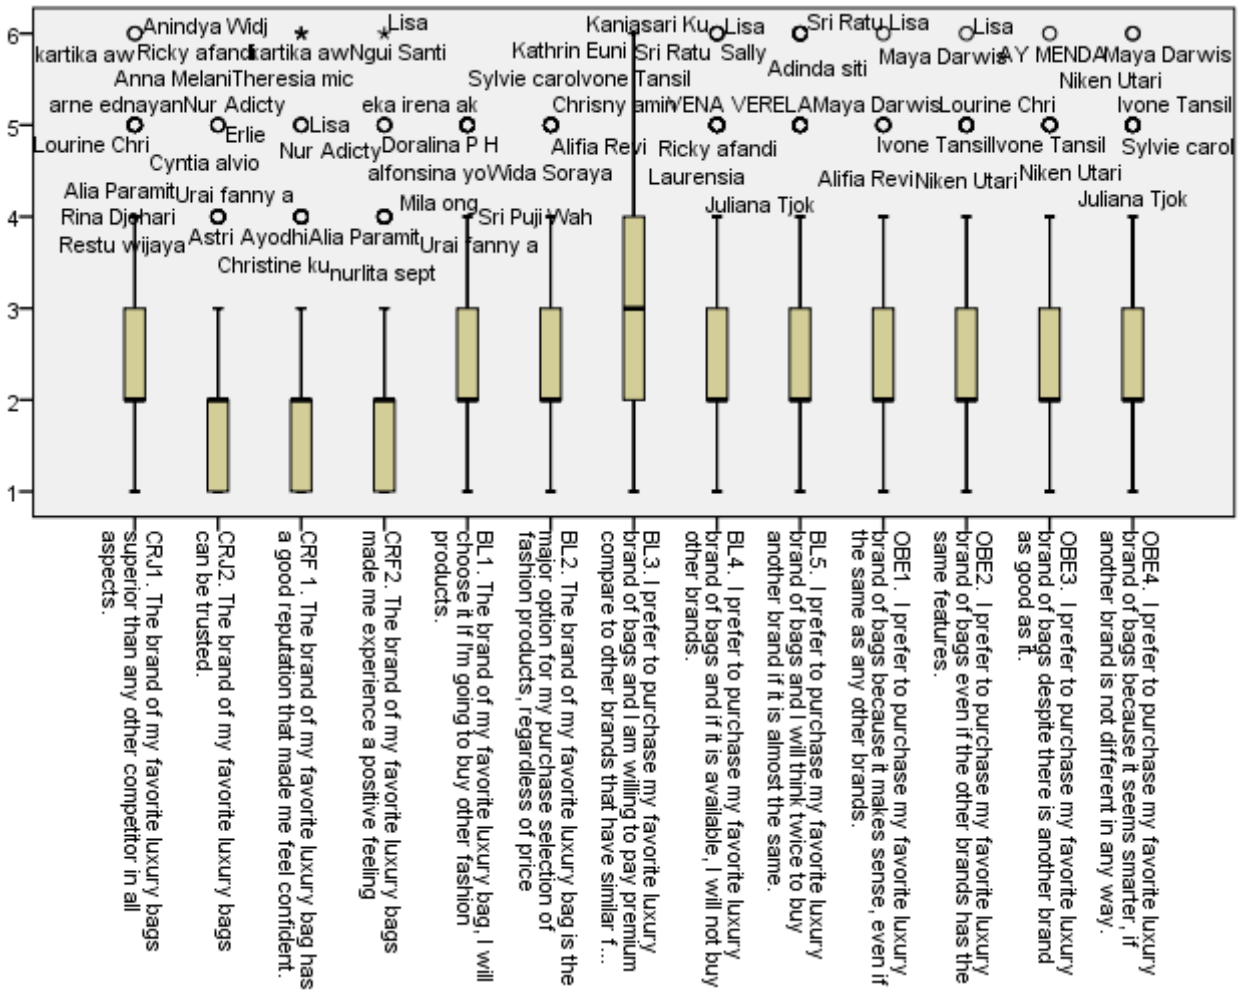 6
Anindya Widj
Lisa
Kaniasari Ku
Lisa
Sri Ratu
Lisa
Lisa
kartika aw
Ricky afandi
kartika aw
Ngui Santi
Kathrin Euni
Sri Ratu
Sally
Maya Darwis
AY MENDA
Maya Darwis
Adinda siti
Anna Melani
Theresia mic
Sylvie carol
Ivone Tansil
Niken Utari
arne ednayan
Nur Adicty
eka irena ak
Chrisny amin
VENA VERELA
Maya Darwis
Lourine Chri
Ivone Tansil
5
Erlie
Lisa
Lourine Chri
Nur Adicty
Doralina P H
Alifia Revi
Ricky afandi
Ivone Tansil
Ivone Tansil
Sylvie carol
Cyntia alvio
alfonsina yo
Wida Soraya
Laurensia
Alifia Revi
Niken Utari
Niken Utari
Alia Paramit
Urai fanny a
Mila ong
Juliana Tjok
Juliana Tjok
4
Rina Djohari
Sri Puji Wah
Restu wijaya
Astri Ayodhi
Alia Paramit
Urai fanny a
Christine ku
nurlita sept
3
2
1
CRJ1. The brand of my favorite luxury bags
superior than any other competitor in all
aspects.
CRJ2. The brand of my favorite luxury bags
can be trusted.
CRF 1. The brand of my favorite luxury bag has
a good reputation that made me feel confident.
CRF2. The brand of my favorite luxury bags
made me experience a positive feeling
BL1. The brand of my favorite luxury bag, I will
choose it If I'm going to buy other fashion
products.
BL2. The brand of my favorite luxury bag is the
major option for my purchase selection of
fashion products, regardless of price
BL3. I prefer to purchase my favorite luxury
brand of bags and I am willing to pay premium
compare to other brands that have similar f...
BL4. I prefer to purchase my favorite luxury
brand of bags and if it is available, I will not buy
other brands.
BL5. I prefer to purchase my favorite luxury
brand of bags and I will think twice to buy
another brand if it is almost the same.
OBE1. I prefer to purchase my favorite luxury
brand of bags because it makes sense, even if
the same as any other brands.
OBE2. I prefer to purchase my favorite luxury
brand of bags even if the other brands has the
same features.
OBE3. I prefer to purchase my favorite luxury
brand of bags despite there is another brand
as good as it.
OBE4. I prefer to purchase my favorite luxury
brand of bags because it seems smarter, if
another brand is not different in any way.